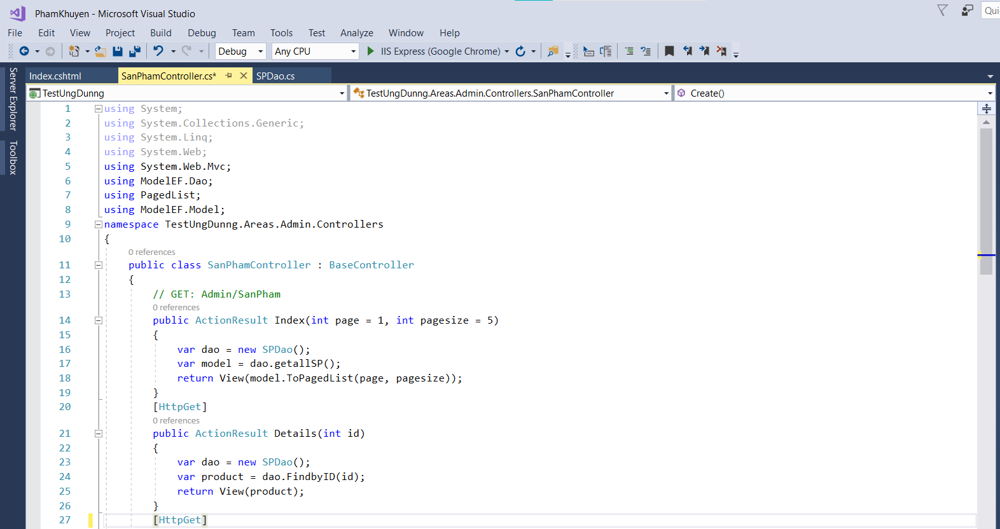 PhamKhuyen - Microsoft Visual Studio
Qui
File Edit View Project Build Debug Team Tools Test Analyze Window Help
Debug Any CPU IIS Express (Google Chrome)
Server Explorer
Toolbox
Index.cshtml SanPhamController.cs* SPDao.cs
TestUngDunng TestUngDunng.Areas.Admin.Controllers.SanPhamController Create()
1 using System;
2 using System.Collections.Generic;
3 using System.Linq;
4 using System.Web;
5 using System.Web.Mvc;
6 using ModelEF.Dao;
7 using PagedList;
8 using ModelEF.Model;
9 namespace TestUngDunng.Areas.Admin.Controllers
10 {
0 references
11 public class SanPhamController : BaseController
12 {
13 // GET: Admin/SanPham
0 references
14 public ActionResult Index(int page = 1, int pagesize = 5)
15 {
16 var dao = new SPDao();
17 var model = dao.getallSP();
18 return View(model.ToPagedList(page, pagesize));
19 }
20 [HttpGet]
0 references
21 public ActionResult Details(int id)
22 {
23 var dao = new SPDao();
24 var product = dao.FindbyID(id);
25 return View(product);
26 }
27 [HttpGet]